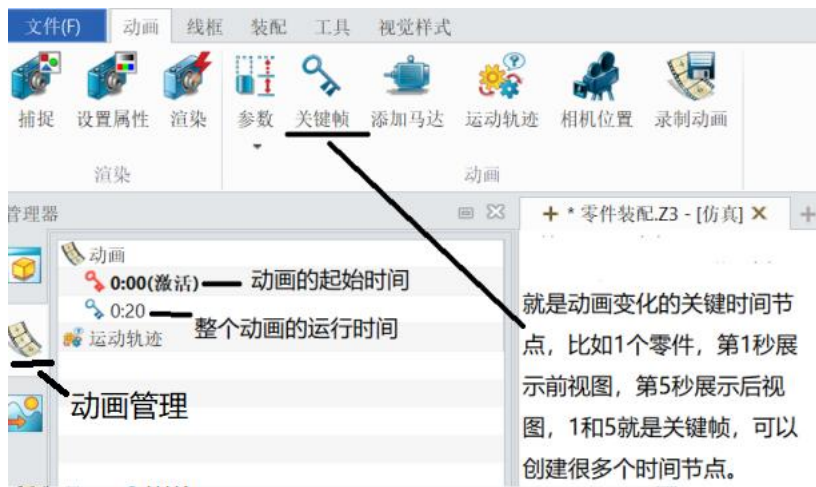 文件(F) 动画 线框 装配 工具 视觉样式
捕捉 设置属性 渲染 参数 关键帧 添加马达 运动轨迹 相机位置 录制动画
渲染 动画
管理器
* 零件装配.Z3 - [仿真]
动画
0:00(激活) 动画的起始时间
0:20
整个动画的运行时间
运动轨迹
动画管理
就是动画变化的关键时间节
点，比如1个零件，第1秒展
示前视图，第5秒展示后视
图，1和5就是关键帧，可以
创建很多个时间节点。